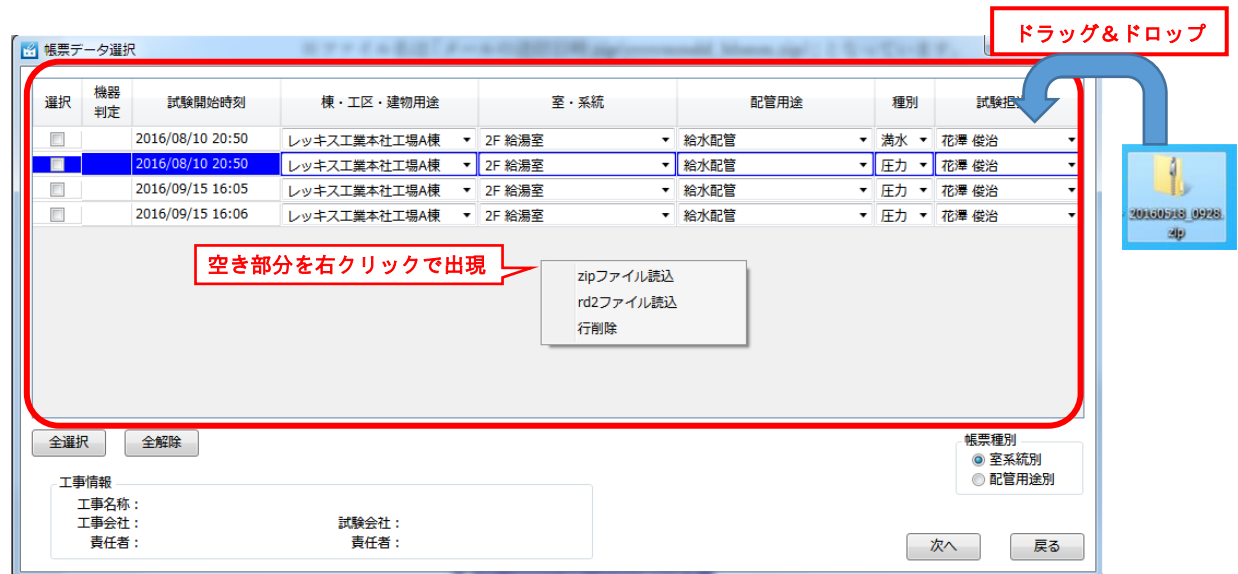 ドラッグ&ドロップ
帳票データ選択
選択 機器判定 試験開始時刻 棟・工区・建物用途 室・系統 配管用途 種別 試験担
2016/08/10 20:50 レッキス工業本社工場A棟 2F 給湯室 給水配管 満水 花澤 俊治
2016/08/10 20:50 レッキス工業本社工場A棟 2F 給湯室 給水配管 圧力 花澤 俊治
2016/09/15 16:05 レッキス工業本社工場A棟 2F 給湯室 給水配管 圧力 花澤 俊治
2016/09/15 16:06 レッキス工業本社工場A棟 2F 給湯室 給水配管 圧力 花澤 俊治
20160518_0928.
zip
空き部分を右クリックで出現
zipファイル読込
rd2ファイル読込
行削除
全選択 全解除
帳票種別
室系統別
配管用途別
工事情報
工事名称：
工事会社： 試験会社：
責任者： 責任者：
次へ 戻る